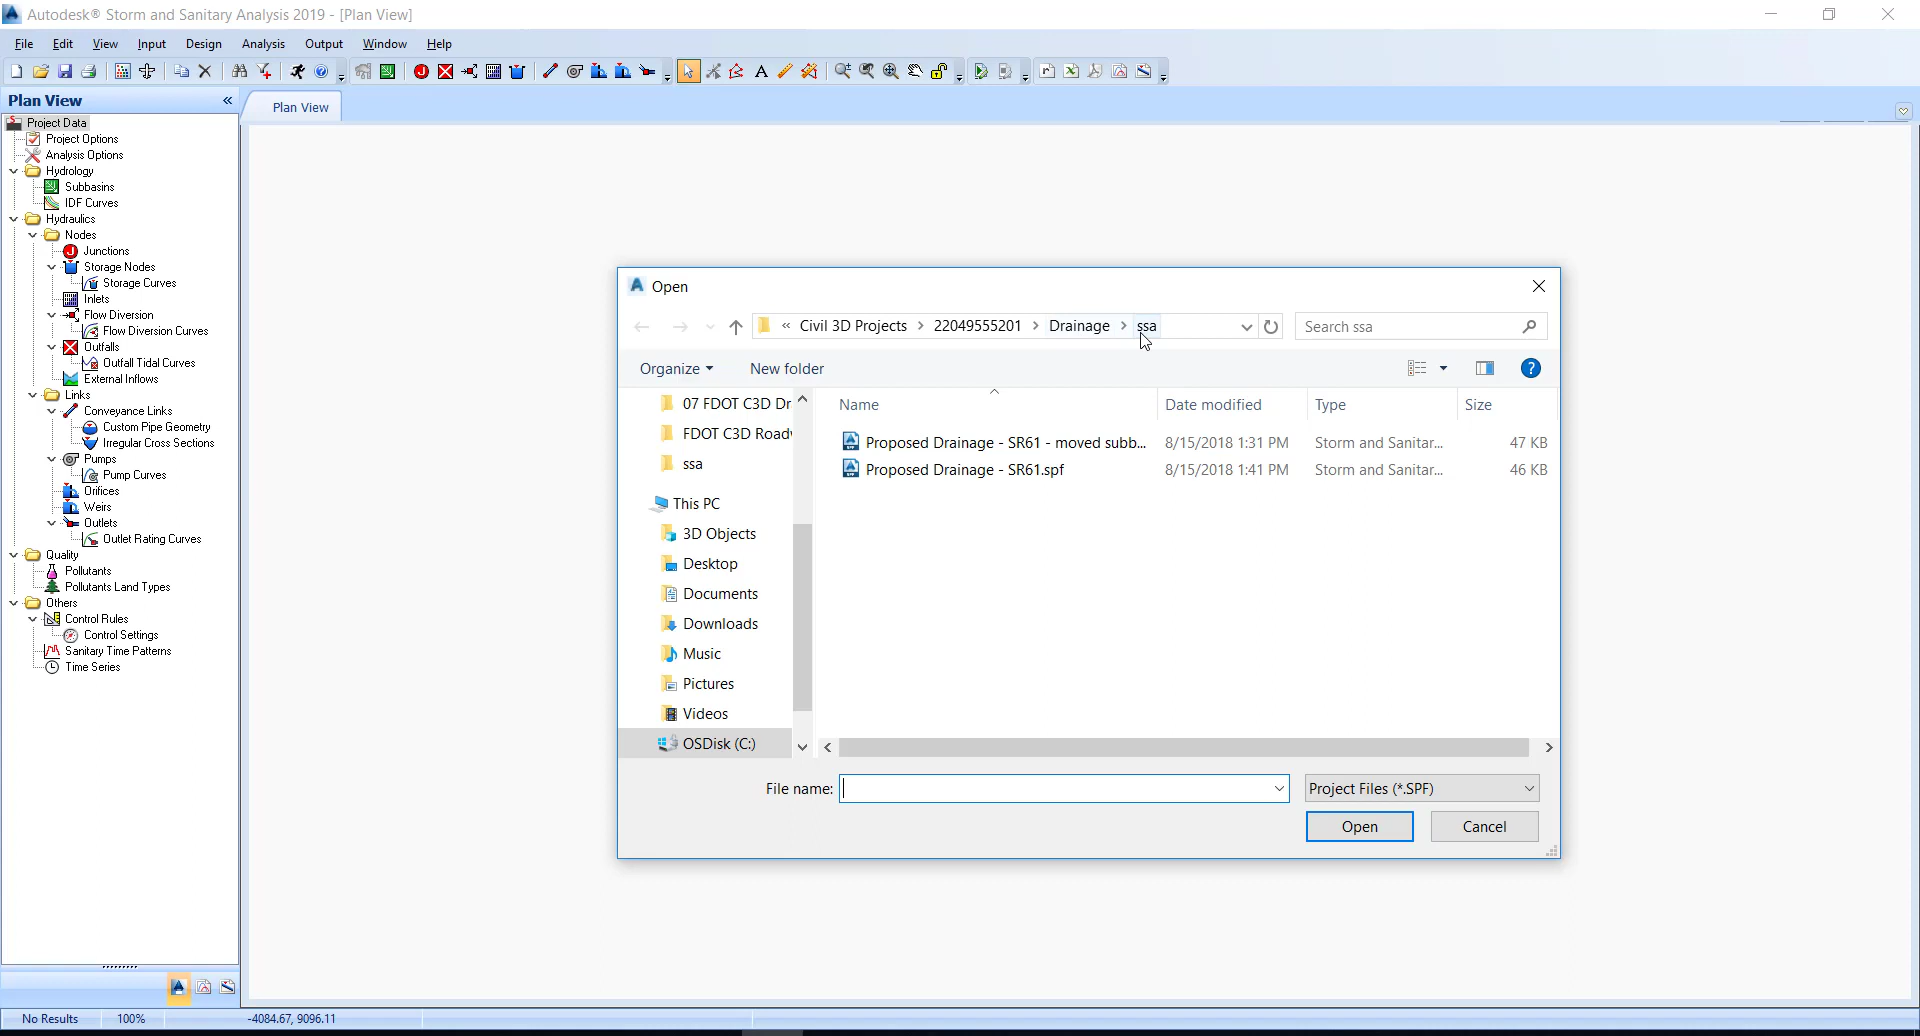 Autodesk® Storm and Sanitary Analysis 2019 - [Plan View]
File Edit View Input Design Analysis Output Window Help
Plan View «
Plan View
Project Data
Project Options
Analysis Options
Hydrology
Subbasins
IDF Curves
Hydraulics
Nodes
Junctions
Storage Nodes
Storage Curves
Inlets
Flow Diversion
Flow Diversion Curves
Outfalls
Outfall Tidal Curves
External Inflows
Links
Conveyance Links
Custom Pipe Geometry
Irregular Cross Sections
Pumps
Pump Curves
Orifices
Weirs
Outlets
Outlet Rating Curves
Quality
Pollutants
Pollutants Land Types
Others
Control Rules
Control Settings
Sanitary Time Patterns
Time Series
Open
« Civil 3D Projects > 22049555201 > Drainage > ssa
Search ssa
Organize New folder
07 FDOT C3D Dr
FDOT C3D Road
ssa
This PC
3D Objects
Desktop
Documents
Downloads
Music
Pictures
Videos
OSDisk (C:)
Name Date modified Type Size
Proposed Drainage - SR61 - moved subb... 8/15/2018 1:31 PM Storm and Sanitar... 47 KB
Proposed Drainage - SR61.spf 8/15/2018 1:41 PM Storm and Sanitar... 46 KB
File name: Project Files (*.SPF)
Open Cancel
No Results 100% -4084.67, 9096.11